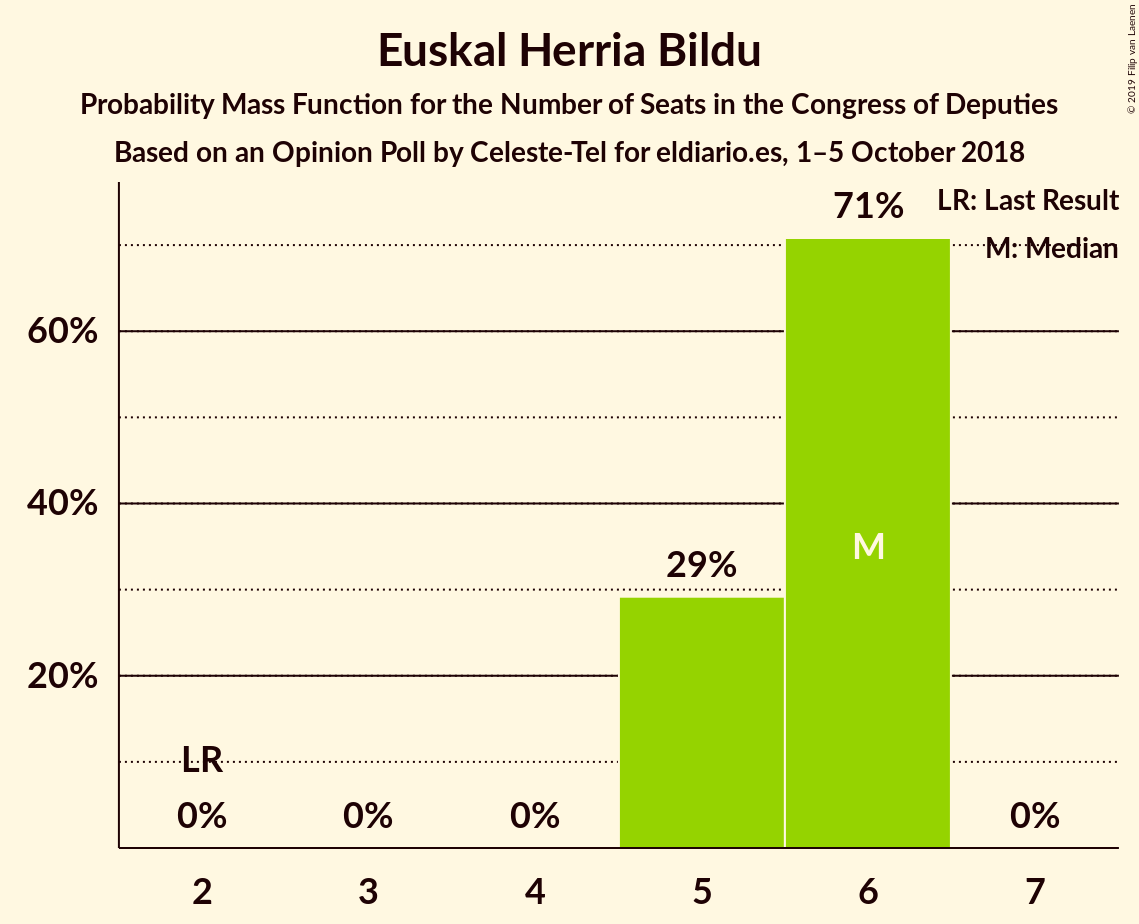 Euskal Herria Bildu
Probability Mass Function for the Number of Seats in the Congress of Deputies
Based on an Opinion Poll by Celeste-Tel for eldiario.es, 1–5 October 2018
© 2019 Filip van Laenen
LR: Last Result
M: Median
71%
60%
M
40%
29%
20%
LR
0% 0% 0% 0%
2 3 4 5 6 7